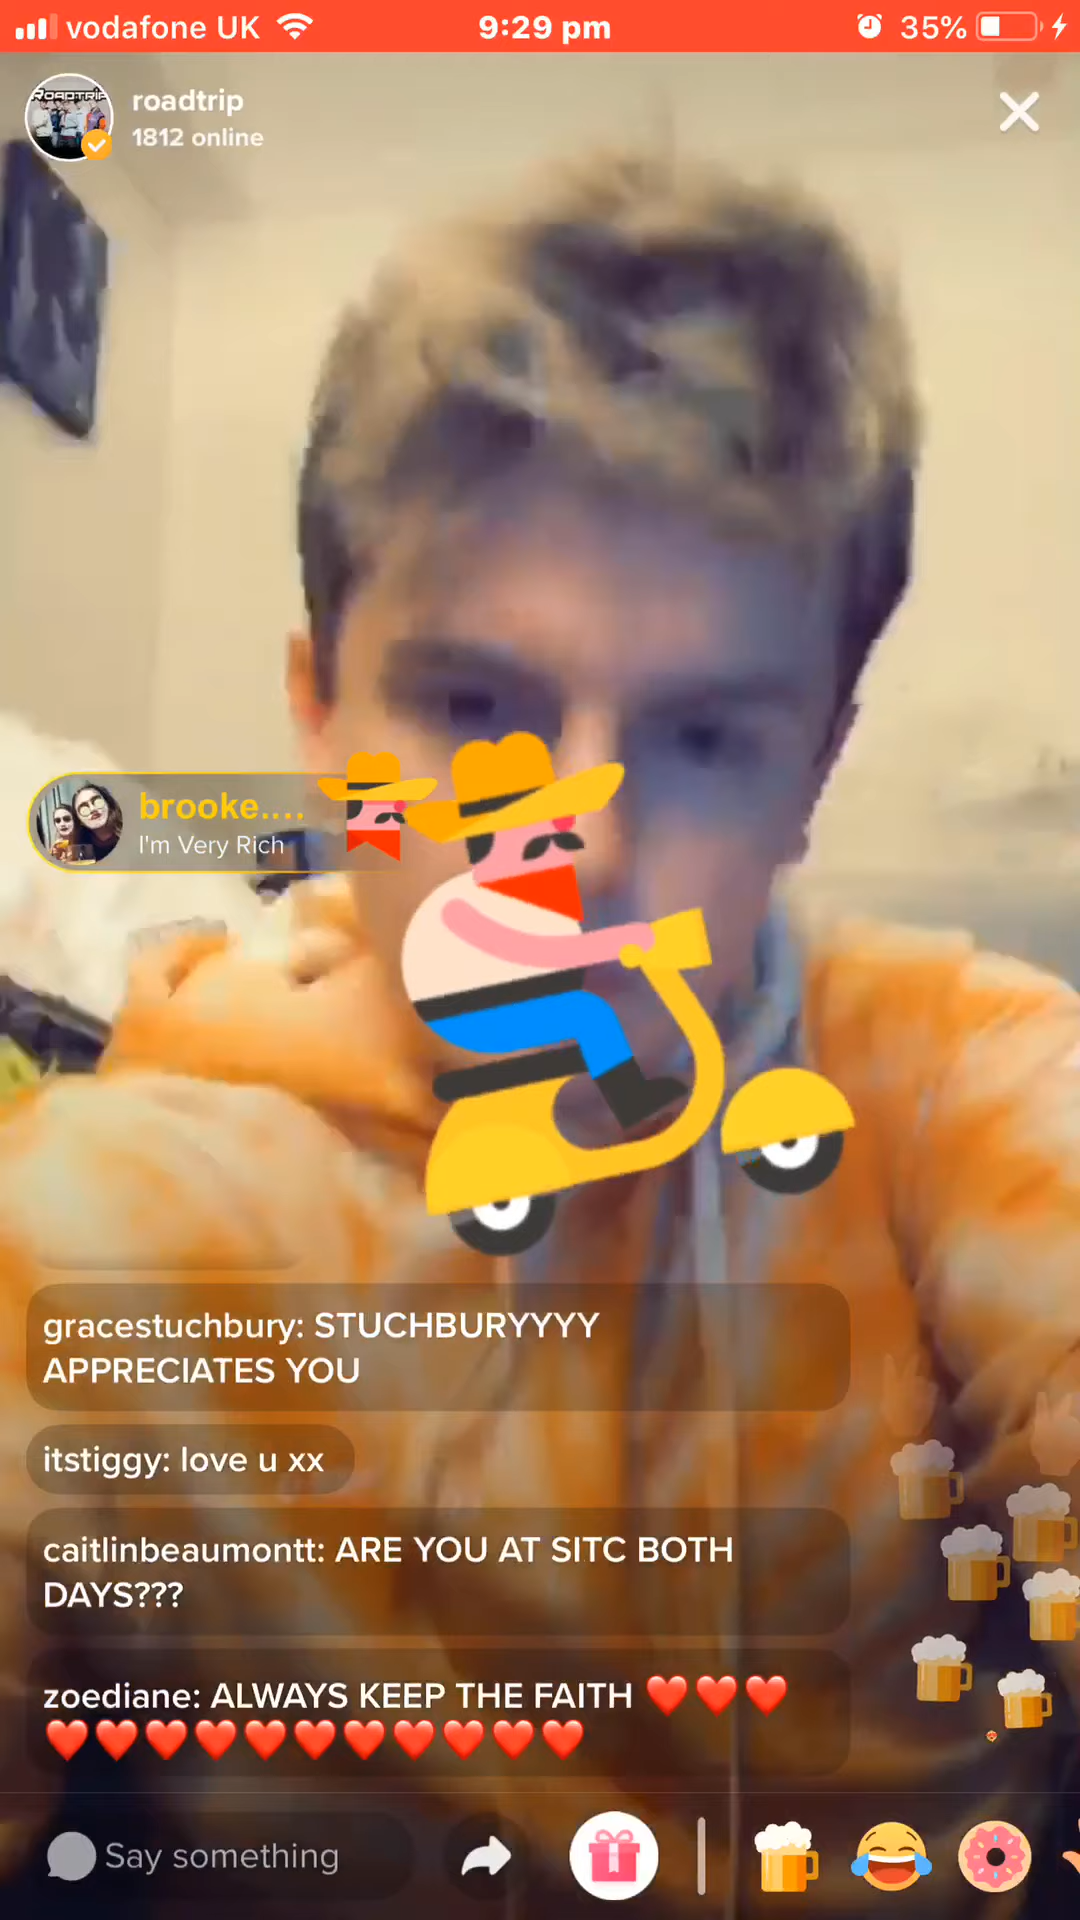 vodafone UK 9:29 pm 35%
ROADTRIP
roadtrip
1812 online
brooke....
I'm Very Rich
gracestuchbury: STUCHBURYYYY
APPRECIATES YOU
itstiggy: love u xx
caitlinbeaumontt: ARE YOU AT SITC BOTH
DAYS???
zoediane: ALWAYS KEEP THE FAITH ❤️❤️❤️
❤️❤️❤️❤️❤️❤️❤️❤️❤️❤️❤️
Say something